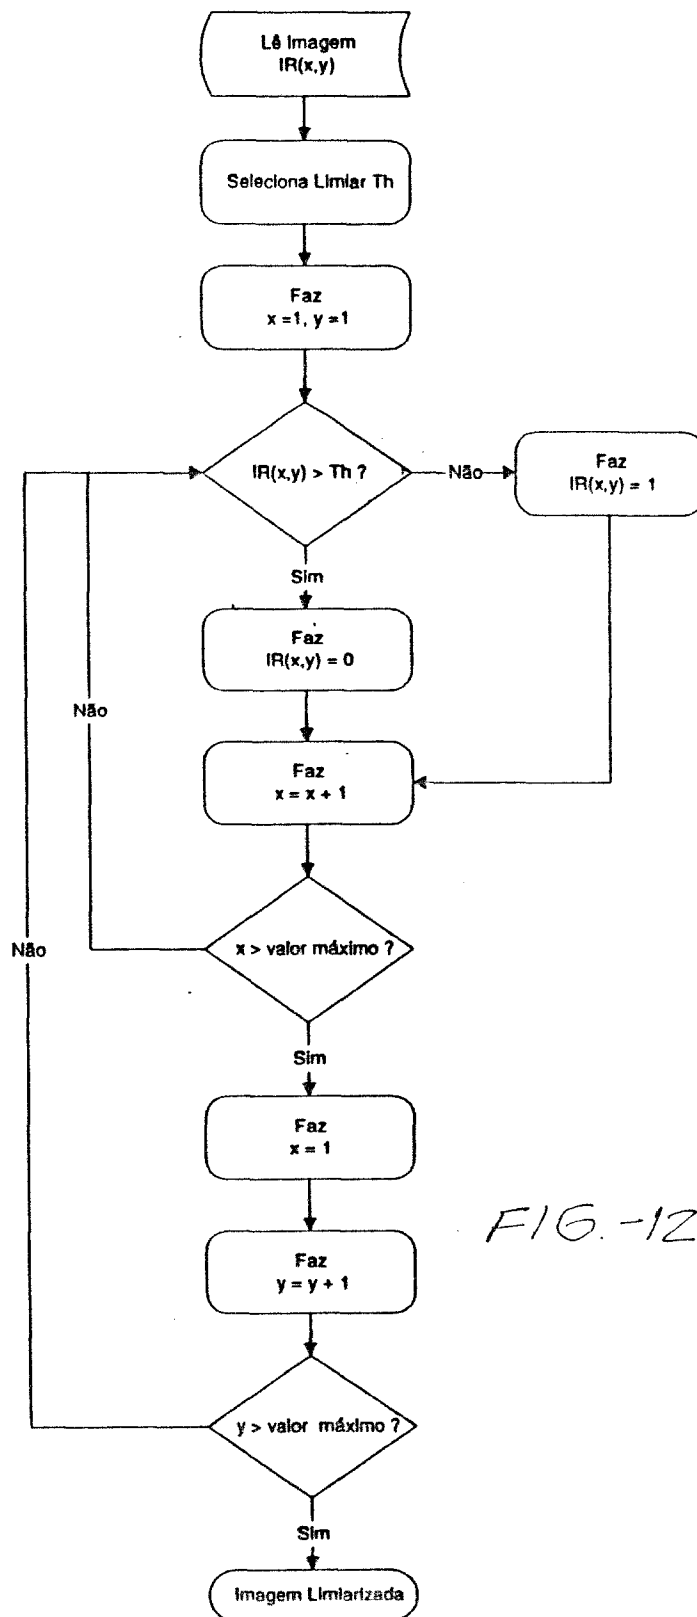 Lê Imagem
IR(x,y)
Seleciona Limiar Th
Faz
x =1, y =1
IR(x,y) > Th ?
Não
Faz
IR(x,y) = 1
Sim
Faz
IR(x,y) = 0
Não
Faz
x = x + 1
Não
x > valor máximo ?
Sim
Faz
x = 1
FIG.-12
Faz
y = y + 1
y > valor máximo ?
Sim
Imagem Limiarizada